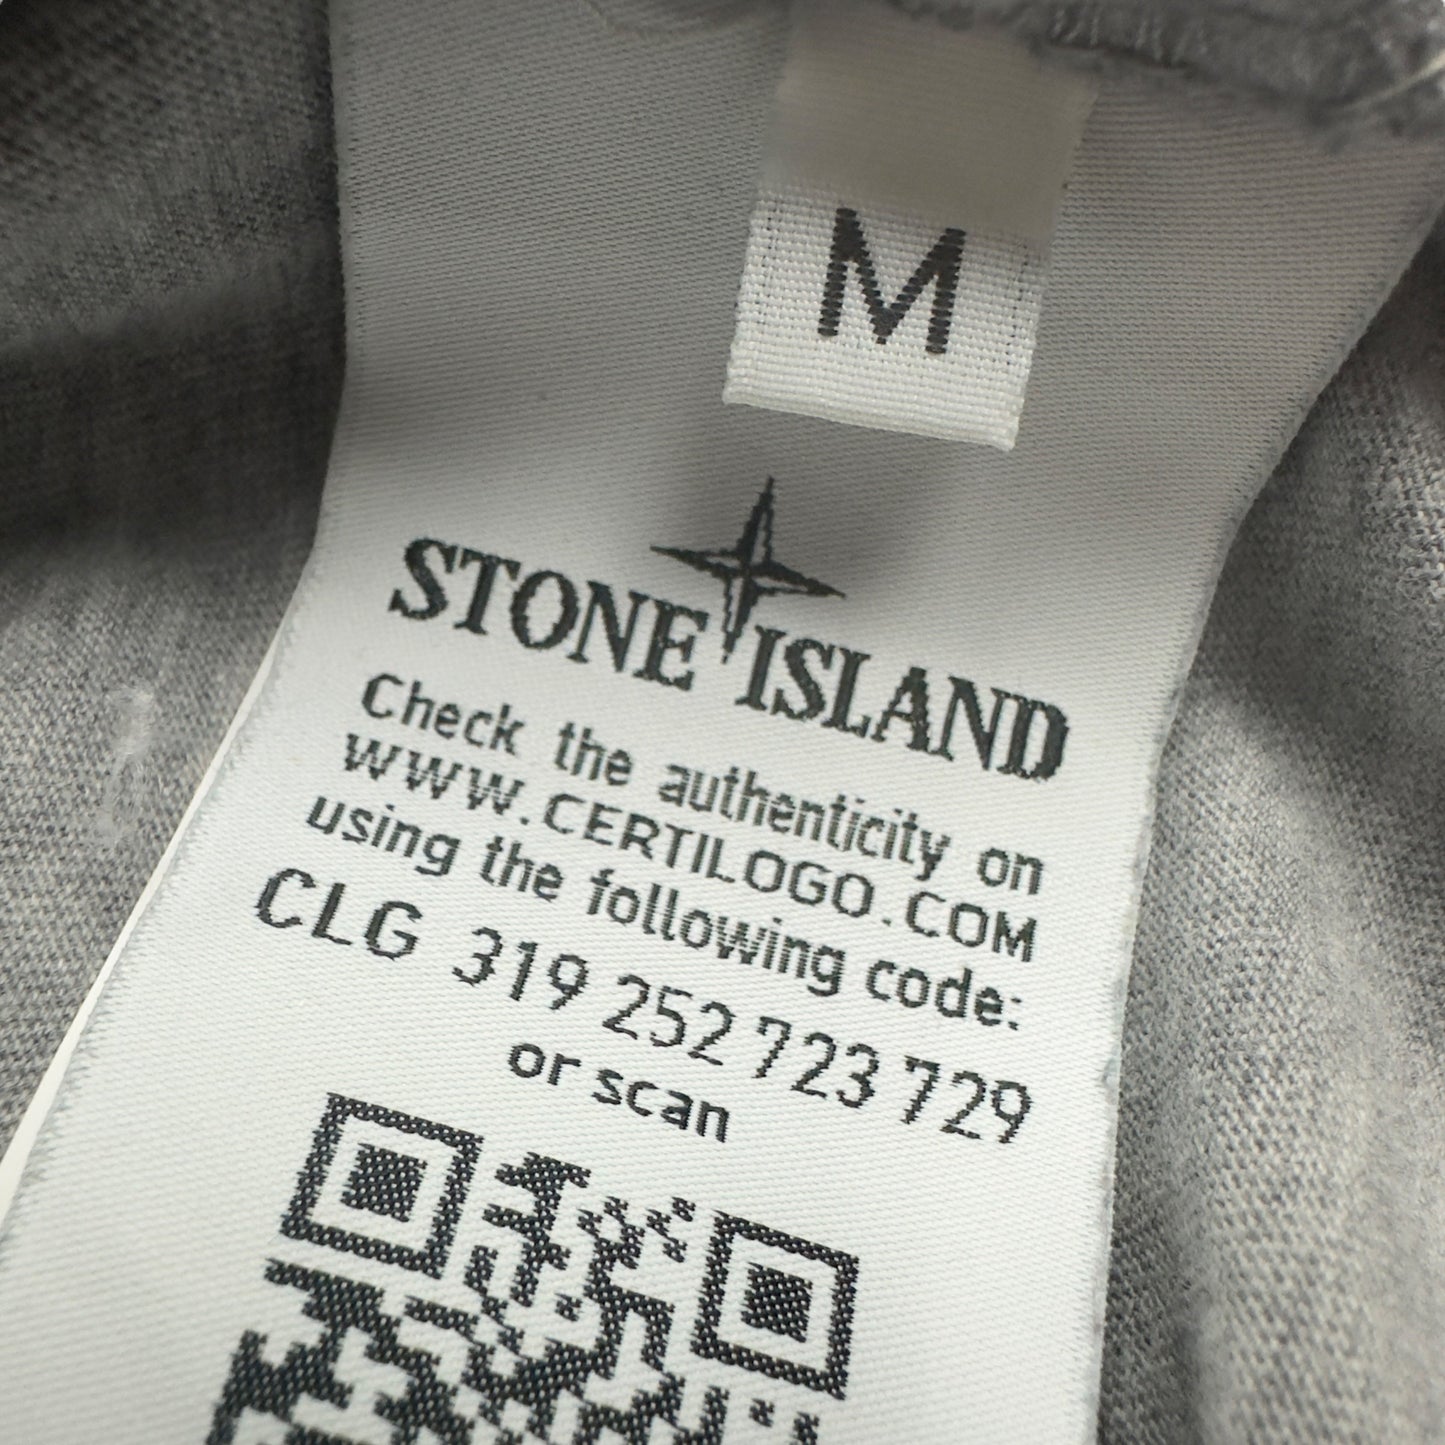 M
STONE ISLAND
Check the authenticity on
WWW.CERTILOGO.COM
using the following code:
CLG 319 252 723 729
or scan